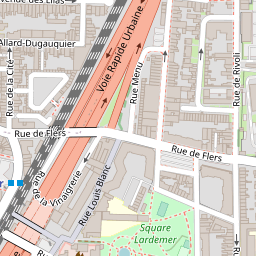 Avenue des Lilas
Allard-Dugauquier
Voie Rapide Urbaine
Rue de la Cité
Rue Menu
Rue de Rivoli
Rue de Flers
Rue de Flers
Rue de la Vinaigrerie
Rue Louis Blanc
Square
Lardemer